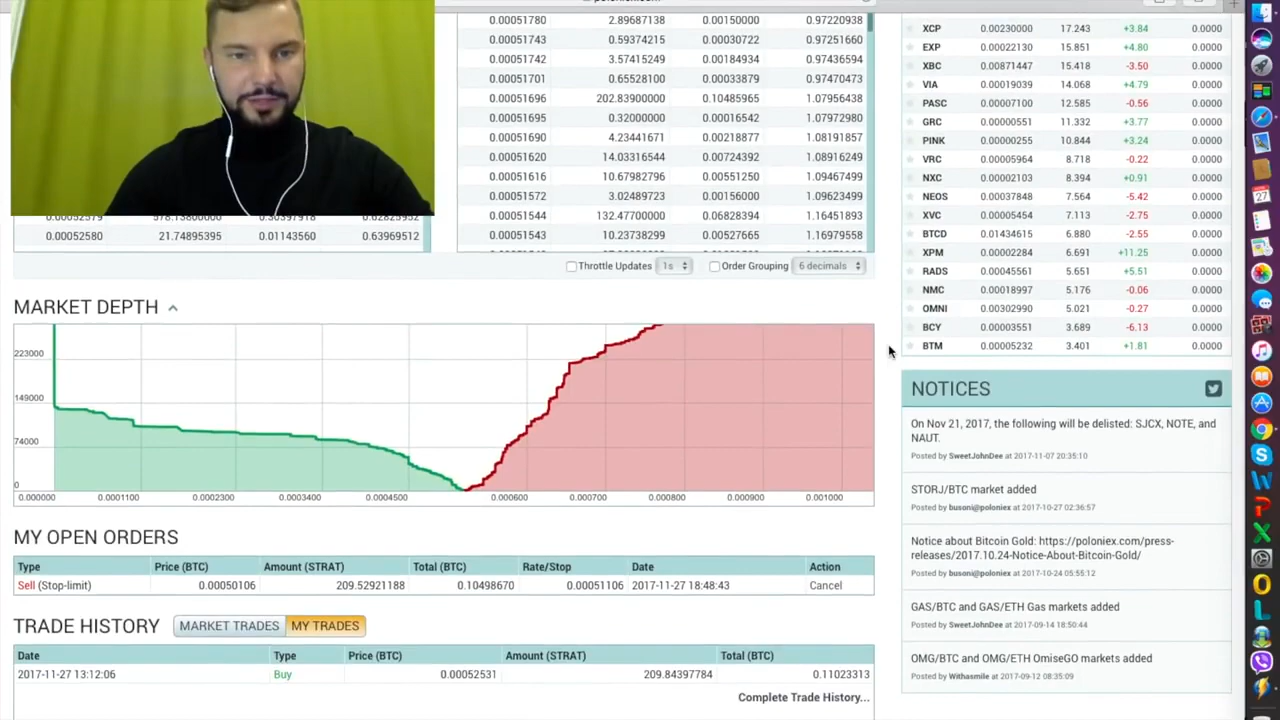 0.00051780 2.89687138 0.00150000 0.97220938
0.00051743 0.59374215 0.00030722 0.97251660
0.00051742 3.57415249 0.00184934 0.97436594
0.00051701 0.65528100 0.00033879 0.97470473
0.00051696 202.83900000 0.10485965 1.07956438
0.00051695 0.32000000 0.00016542 1.07972980
0.00051690 4.23441671 0.00218877 1.08191857
0.00051620 14.03316544 0.00724392 1.08916249
0.00051616 10.67982796 0.00551250 1.09467499
0.00051572 3.02489723 0.00156000 1.09623499
0.00051544 132.47700000 0.06828394 1.16451893
0.00051543 10.23738299 0.00527665 1.16979558
0.00052580 21.74895395 0.01143560 0.63969512
Throttle Updates 1s Order Grouping 6 decimals
XCP 0.00230000 17.243 +3.84 0.0000
EXP 0.00022130 15.851 +4.80 0.0000
XBC 0.00871447 15.418 -3.50 0.0000
VIA 0.00019039 14.068 +4.79 0.0000
PASC 0.00007100 12.585 -0.56 0.0000
GRC 0.00000551 11.332 +3.77 0.0000
PINK 0.00000255 10.844 +3.24 0.0000
VRC 0.00005964 8.718 -0.22 0.0000
NXC 0.00002103 8.394 +0.91 0.0000
NEOS 0.00037848 7.564 -5.42 0.0000
XVC 0.00005454 7.113 -2.75 0.0000
BTCD 0.01434615 6.880 -2.55 0.0000
XPM 0.00002284 6.691 +11.25 0.0000
RADS 0.00045561 5.651 +5.51 0.0000
NMC 0.00018997 5.176 -0.06 0.0000
OMNI 0.00302990 5.021 -0.27 0.0000
BCY 0.00003551 3.689 -6.13 0.0000
BTM 0.00005232 3.401 +1.81 0.0000
MARKET DEPTH
223000
149000
74000
0
0.000000 0.0001100 0.0002300 0.0003400 0.0004500 0.000600 0.000700 0.000800 0.000900 0.001000
MY OPEN ORDERS
Type Price (BTC) Amount (STRAT) Total (BTC) Rate/Stop Date Action
Sell (Stop-limit) 0.00050106 209.52921188 0.10498670 0.00051106 2017-11-27 18:48:43 Cancel
TRADE HISTORY MARKET TRADES MY TRADES
Date Type Price (BTC) Amount (STRAT) Total (BTC)
2017-11-27 13:12:06 Buy 0.00052531 209.84397784 0.11023313
Complete Trade History...
NOTICES
On Nov 21, 2017, the following will be delisted: SJCX, NOTE, and
NAUT.
Posted by SweetJohnDee at 2017-11-07 20:35:10
STORJ/BTC market added
Posted by busoni@poloniex at 2017-10-27 02:36:57
Notice about Bitcoin Gold: https://poloniex.com/press-
releases/2017.10.24-Notice-About-Bitcoin-Gold/
Posted by busoni@poloniex at 2017-10-24 05:55:12
GAS/BTC and GAS/ETH Gas markets added
Posted by SweetJohnDee at 2017-09-14 18:50:44
OMG/BTC and OMG/ETH OmiseGO markets added
Posted by Withasmile at 2017-09-12 08:35:09
27